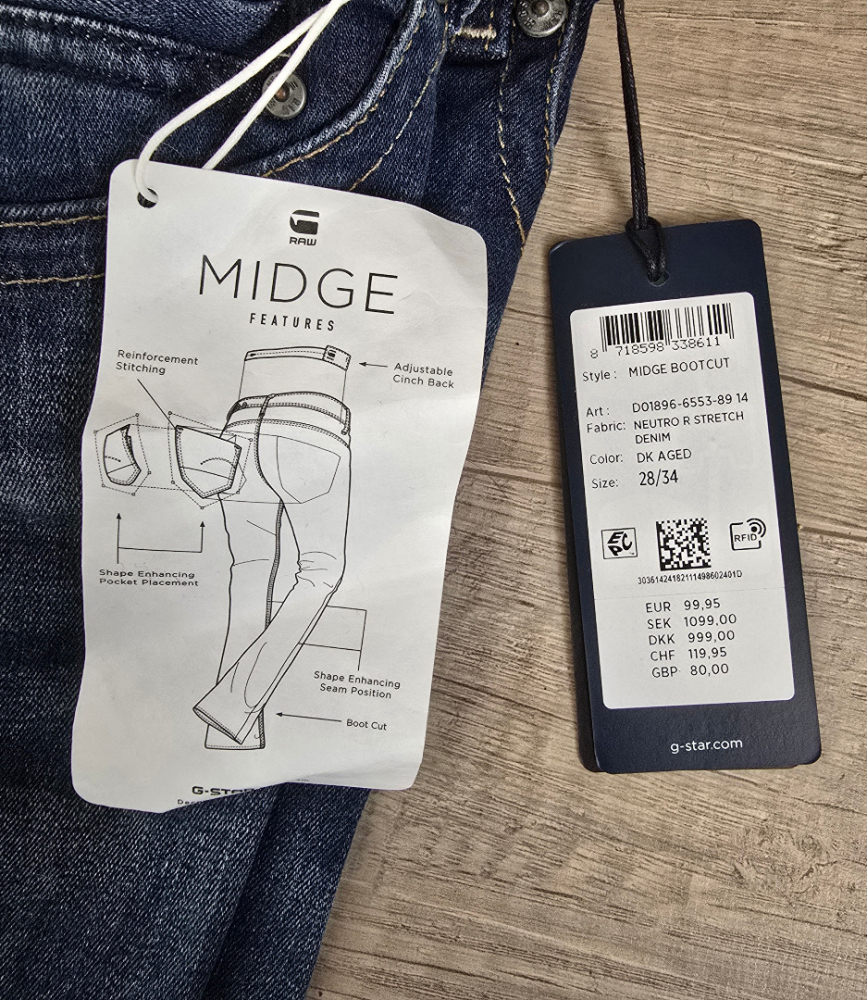 RAW
MIDGE
FEATURES
Reinforcement
Stitching
Adjustable
Cinch Back
Shape Enhancing
Pocket Placement
Shape Enhancing
Seam Position
Boot Cut
8 718598 338611
Style : MIDGE BOOTCUT
Art : D01896-6553-89 14
Fabric: NEUTRO R STRETCH
DENIM
Color: DK AGED
Size: 28/34
EPC
RFID
30361424182111498602401D
EUR 99,95
SEK 1099,00
DKK 999,00
CHF 119,95
GBP 80,00
g-star.com